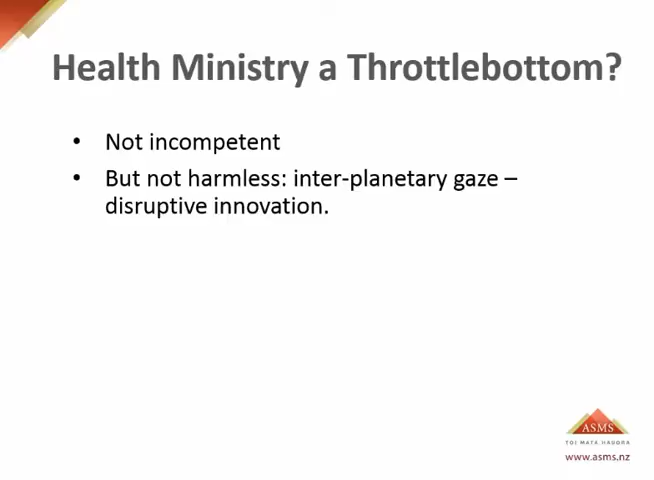 Health Ministry a Throttlebottom?
• Not incompetent
• But not harmless: inter-planetary gaze –
disruptive innovation.
ASMS
TOI MATA HAUORA
www.asms.nz